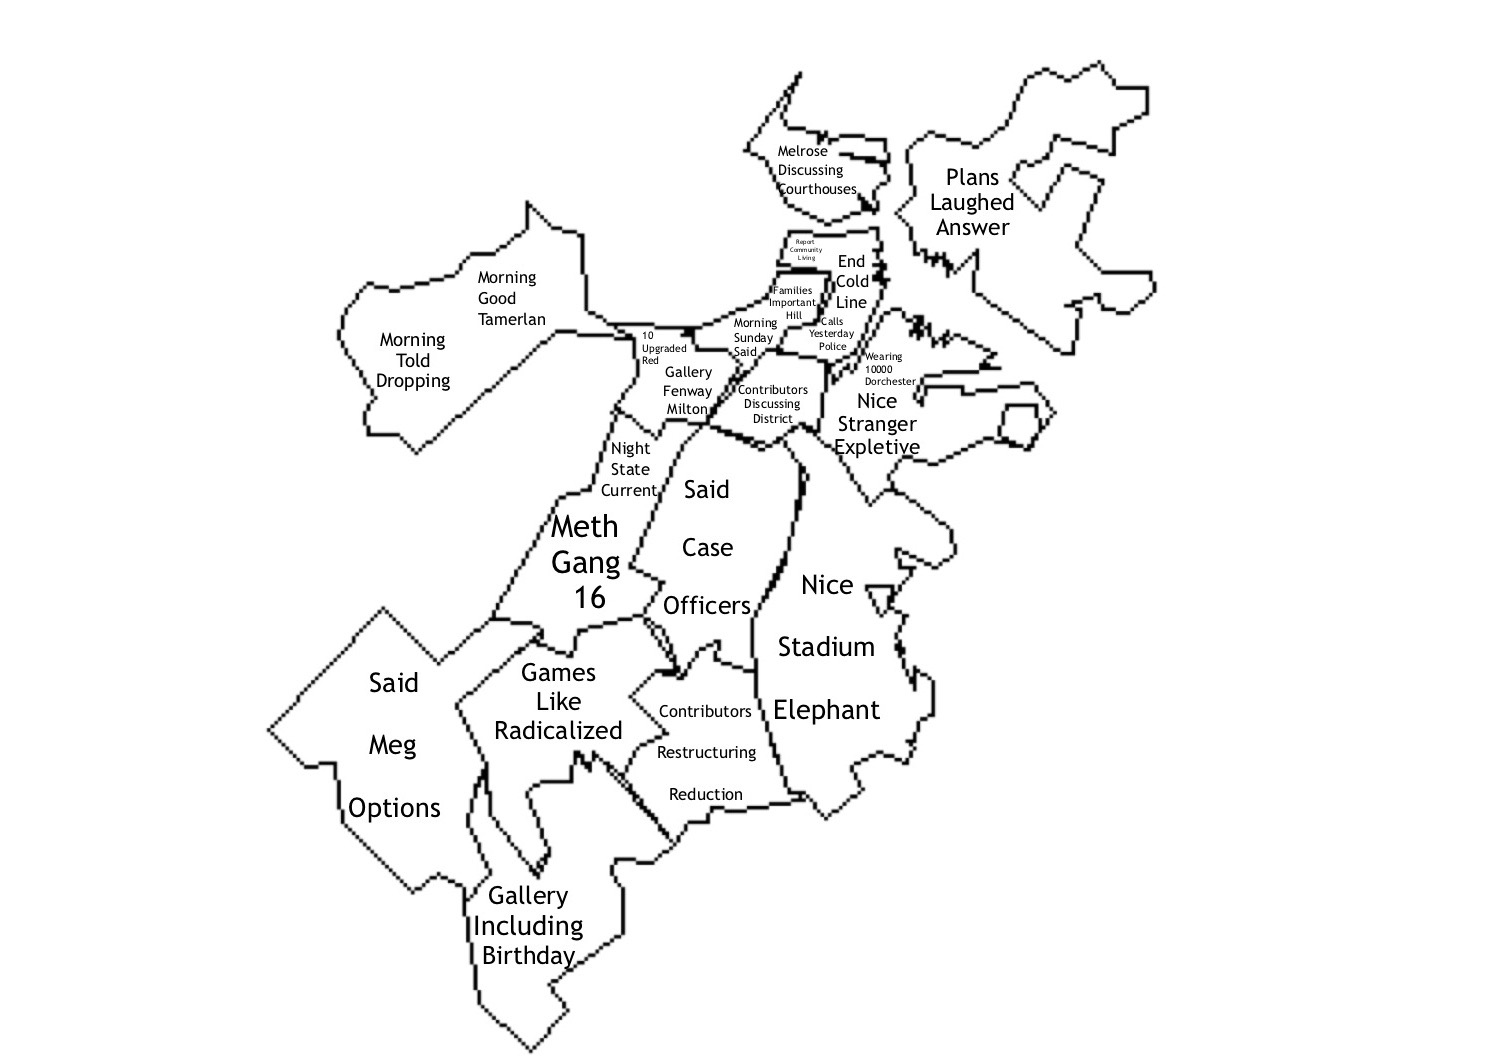 Melrose
Discussing
Courthouses
Plans
Laughed
Answer
Report
Community
Living
End
Cold
Line
Morning
Good
Tamerlan
Families
Important
Hill
Morning
Told
Dropping
10
Upgraded
Red
Morning
Sunday
Said
Calls
Yesterday
Police
Wearing
10000
Dorchester
Gallery
Fenway
Milton
Contributors
Discussing
District
Nice
Stranger
Expletive
Night
State
Current
Said
Case
Officers
Meth
Gang
16
Nice
Stadium
Elephant
Said
Meg
Options
Games
Like
Radicalized
Contributors
Restructuring
Reduction
Gallery
Including
Birthday